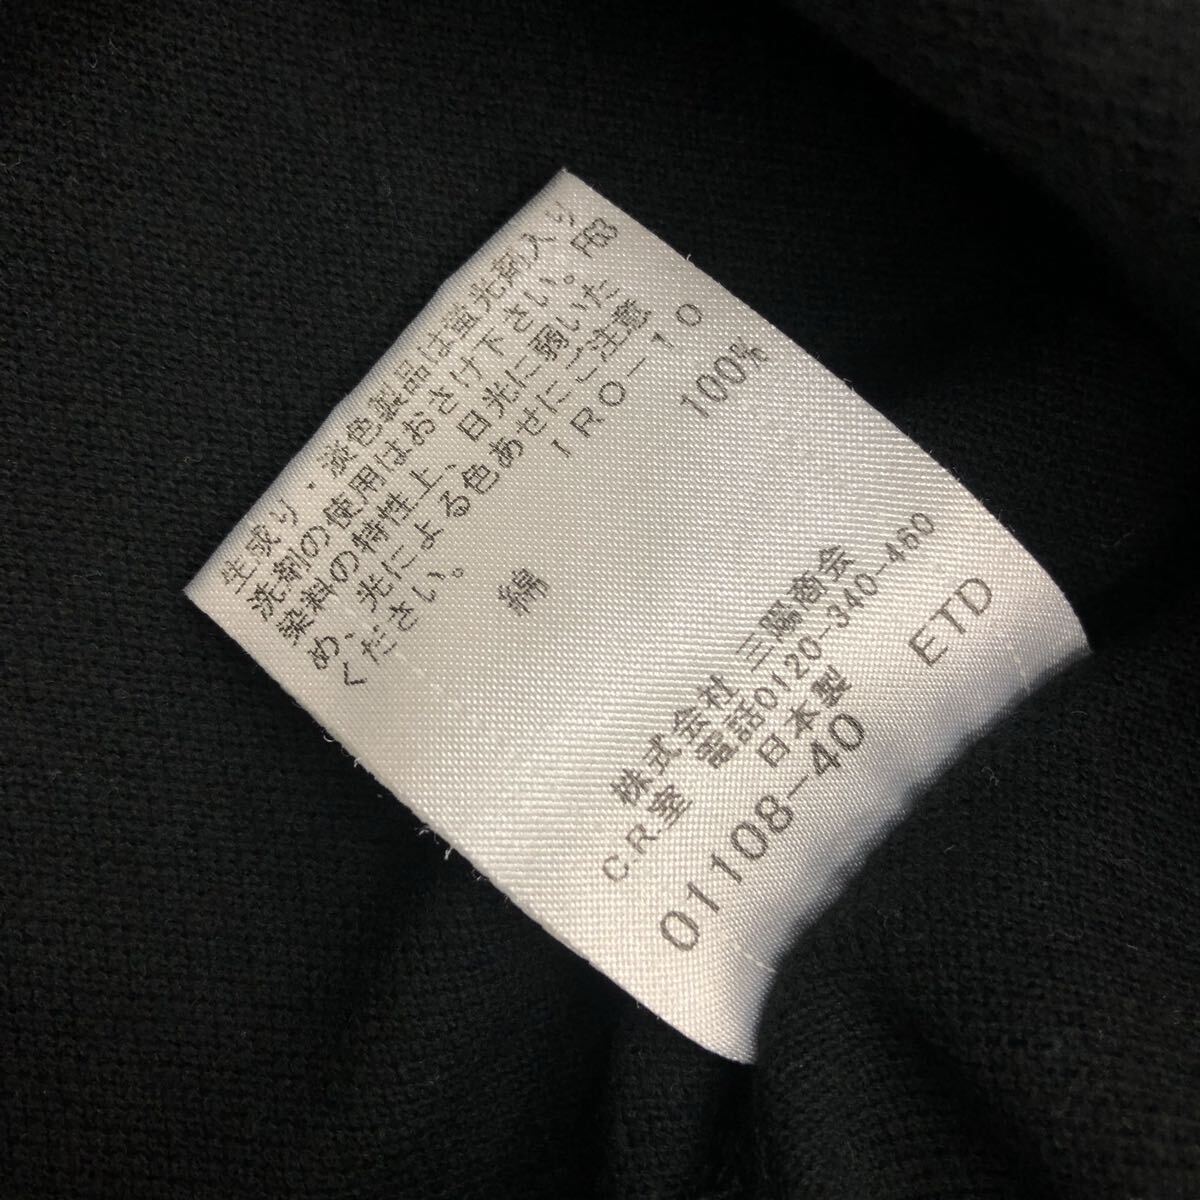 生成り・淡色製品は蛍光剤入り
洗剤の使用はおさけ下さい。 F63
染料の特性上、日光に弱いた
め、光による色あせにご注意
ください。 IRO-10
綿 100%
株式会社 三陽商会
C.R.室 電話0120-340-460
日本製
01108-40 ETD